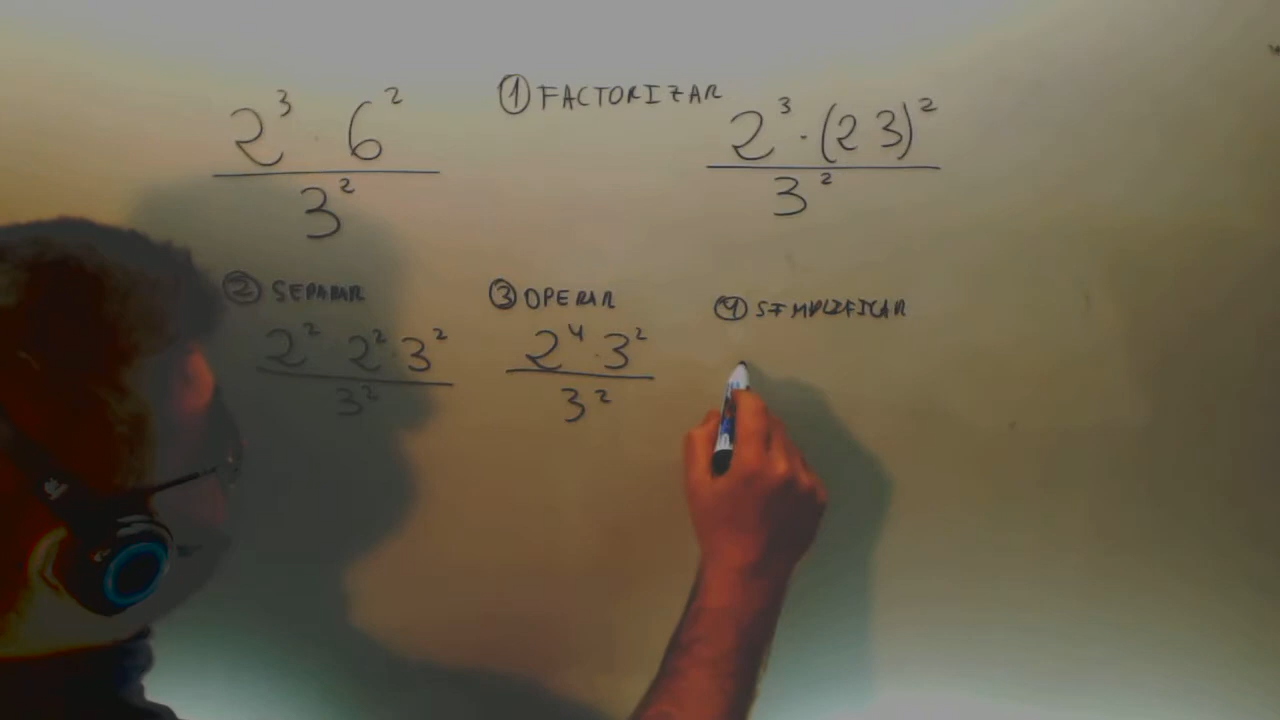 2³ · 6² / 3²
① FACTORIZAR
2³ · (2 3)² / 3²
② SEPARAR
2² 2² 3² / 3²
③ OPERAR
2⁴ · 3² / 3²
④ SIMPLIFICAR